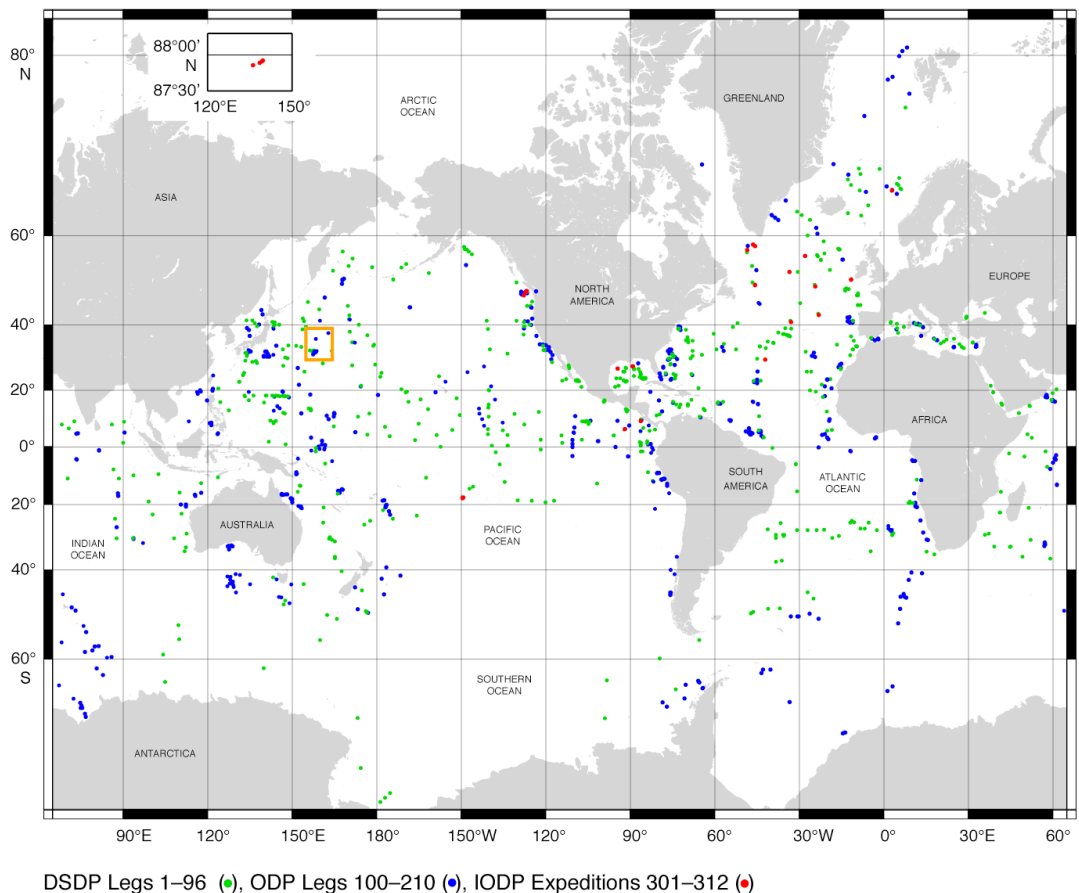 88°00'
N
87°30'
120°E 150°
80°
N
ARCTIC
OCEAN
GREENLAND
ASIA
60°
EUROPE
NORTH
AMERICA
40°
20°
AFRICA
0°
SOUTH
AMERICA
ATLANTIC
OCEAN
20°
AUSTRALIA
PACIFIC
OCEAN
INDIAN
OCEAN
40°
60°
S
SOUTHERN
OCEAN
ANTARCTICA
90°E 120° 150°E 180° 150°W 120° 90° 60° 30°W 0° 30°E 60°
DSDP Legs 1–96 (●), ODP Legs 100–210 (●), IODP Expeditions 301–312 (●)